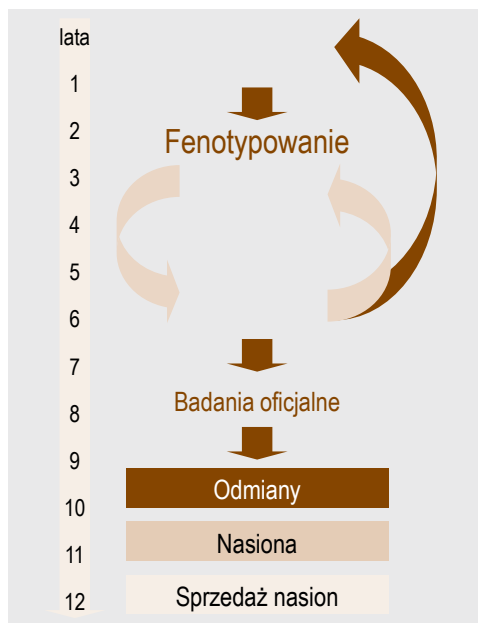 lata
1
2
Fenotypowanie
3
4
5
6
7
8
Badania oficjalne
9
Odmiany
10
11
Nasiona
12
Sprzedaż nasion